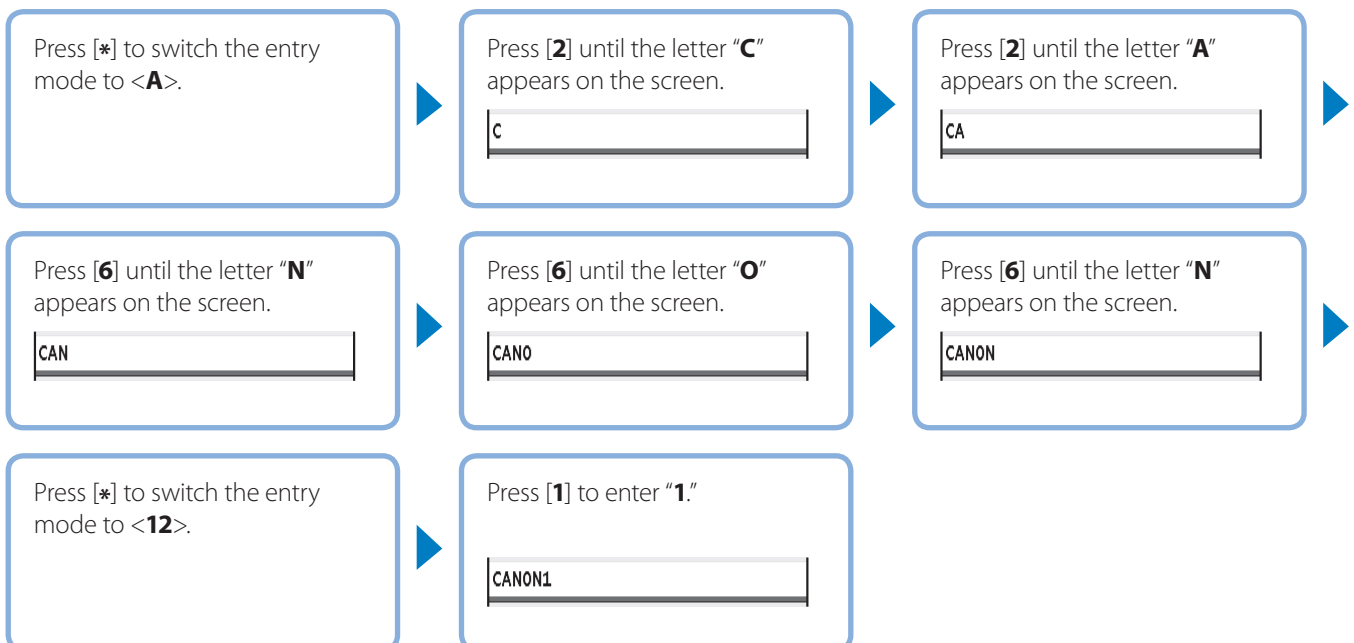 Press [*] to switch the entry
mode to <A>.
Press [2] until the letter “C”
appears on the screen.
C
Press [2] until the letter “A”
appears on the screen.
CA
Press [6] until the letter “N”
appears on the screen.
CAN
Press [6] until the letter “O”
appears on the screen.
CANO
Press [6] until the letter “N”
appears on the screen.
CANON
Press [*] to switch the entry
mode to <12>.
Press [1] to enter “1.”
CANON1